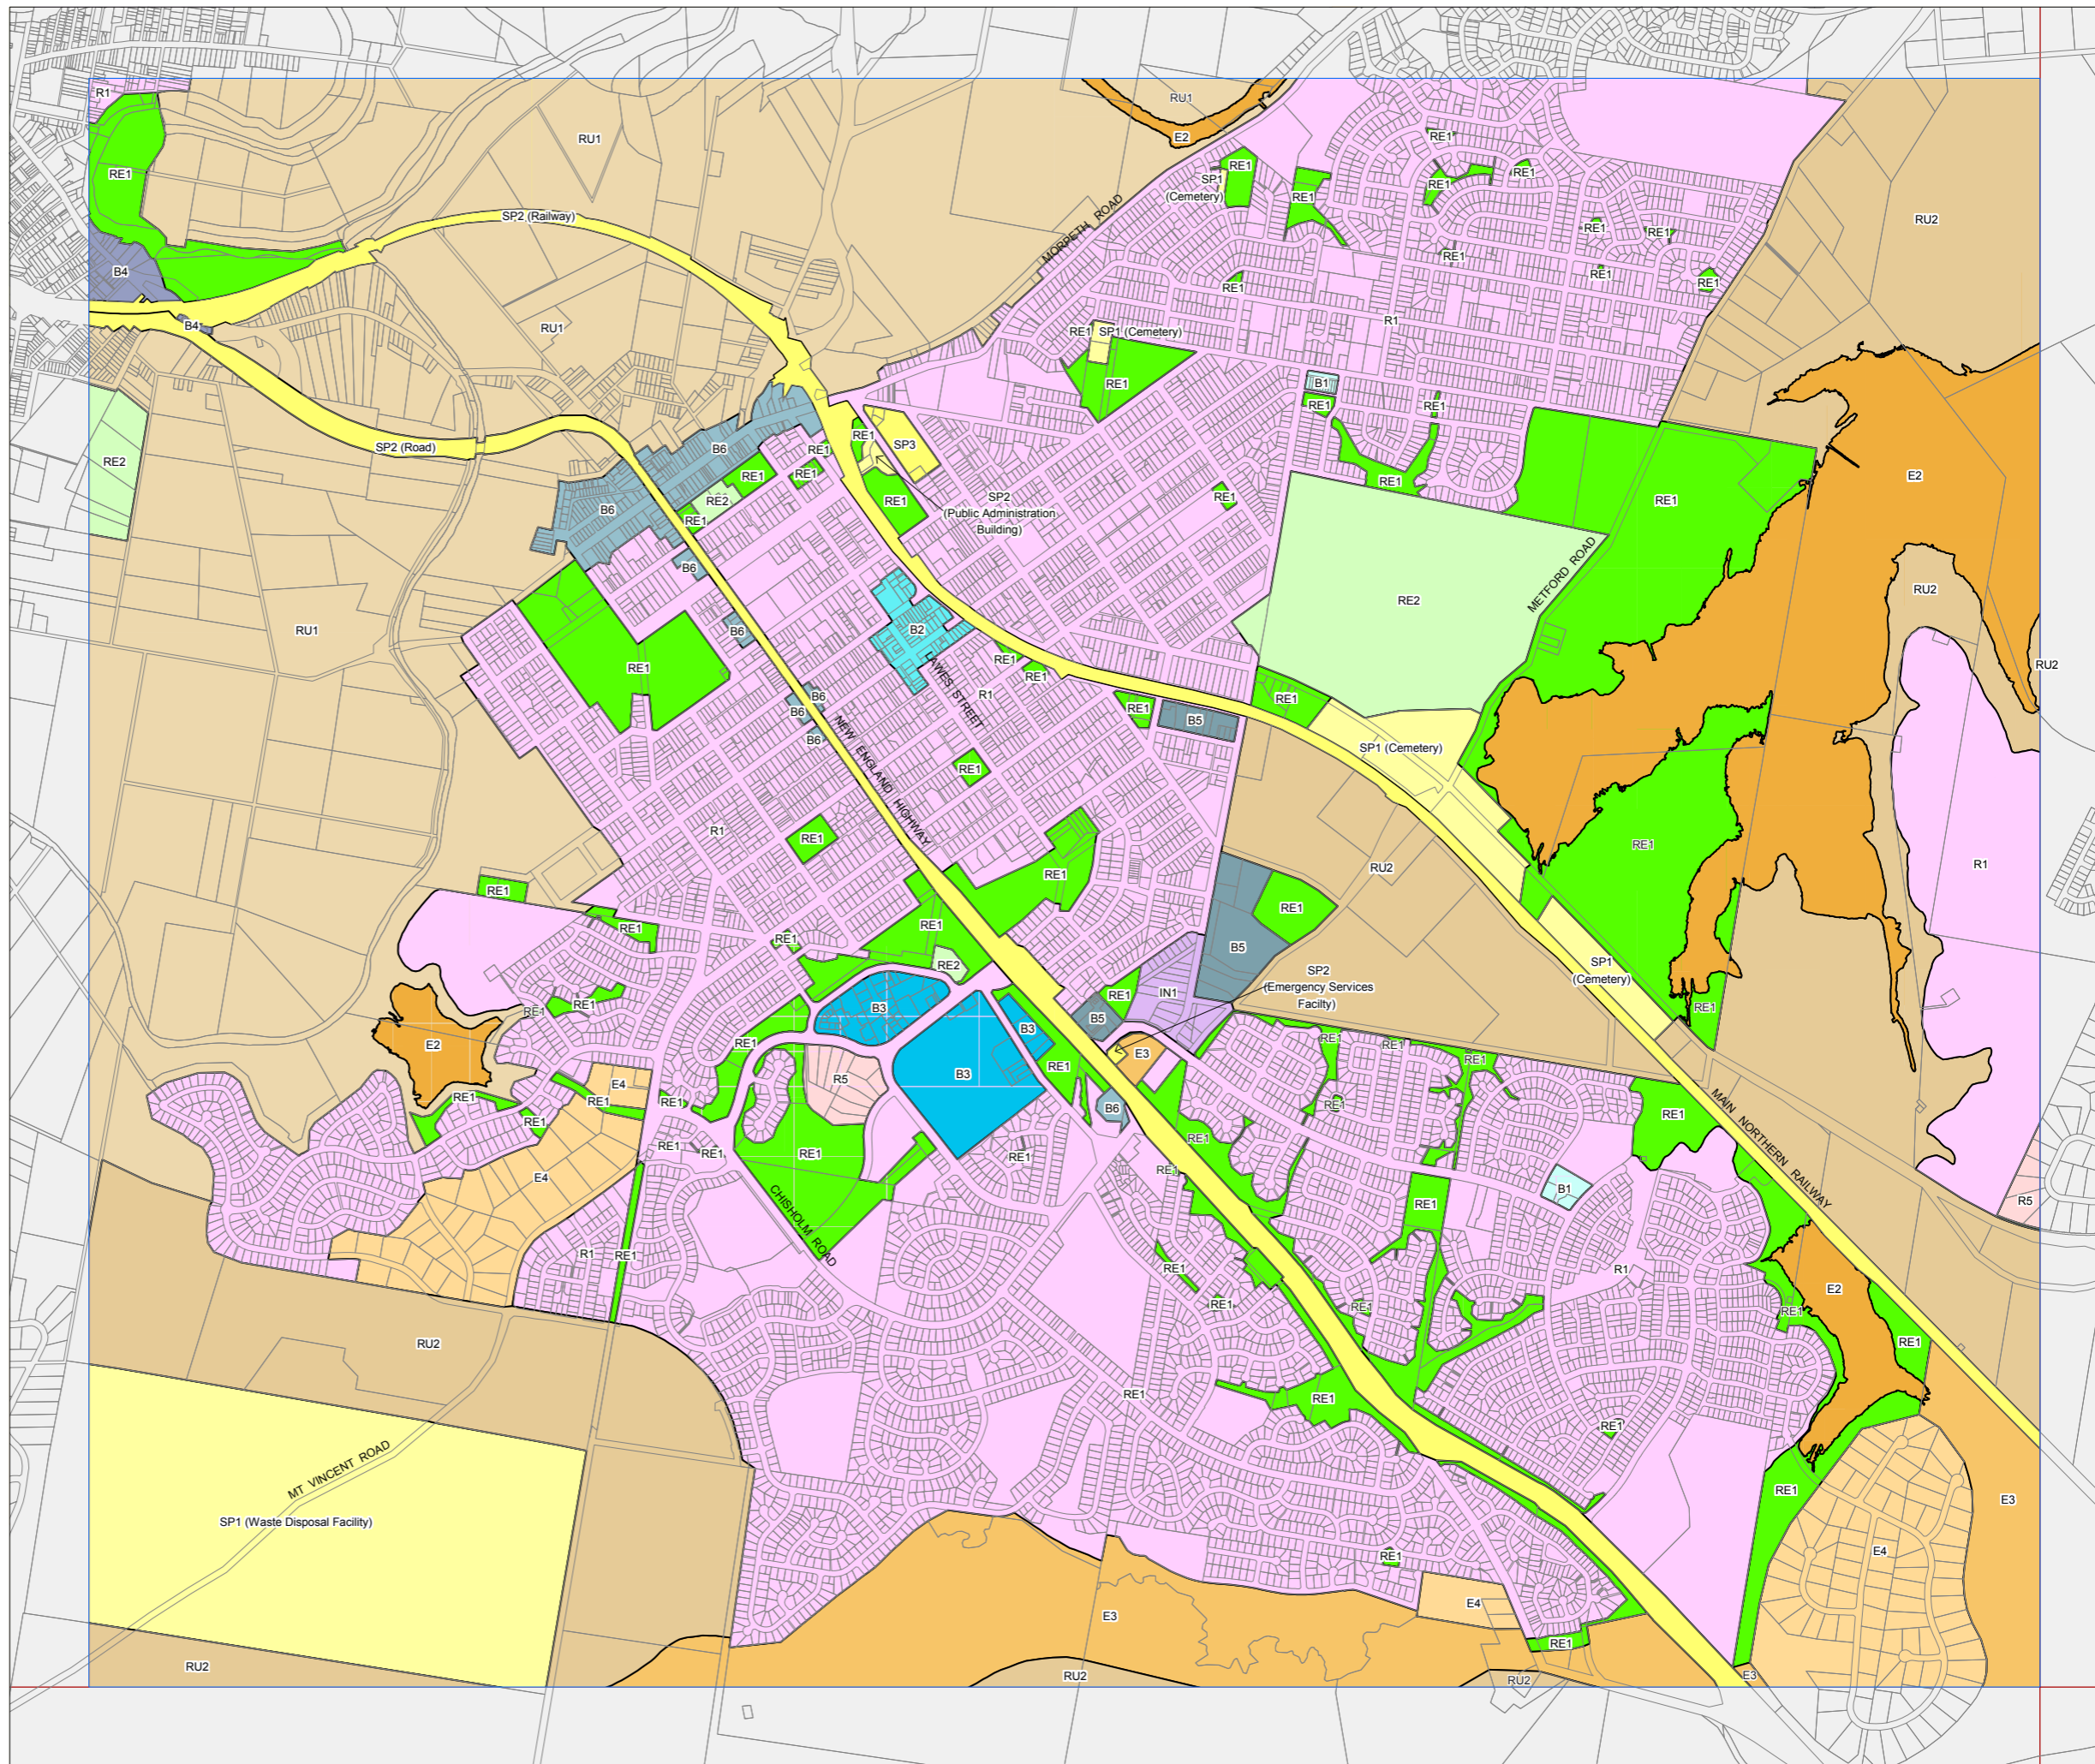 R1
RU1
E2
RU1
RE1
RE1
SP1
(Cemetery)
RE1
RE1
RE1
RE1
RE1
RU2
SP2 (Railway)
MORPETH ROAD
RE1
RE1
RE1
RE1
RE1
RE1
B4
B4
RU1
RE1
SP1 (Cemetery)
R1
RE1
B1
RE1
RE1
SP2 (Road)
RE2
B6
RE1
RE1
SP3
RE1
RE1
RE2
RE1
RE1
B6
RE1
SP2
(Public Administration
Building)
RE1
RE1
RE1
E2
B6
METFORD ROAD
RU2
RE2
RU1
B6
B2
LAWES STREET
RE1
RE1
RE1
RU2
B6
B6
R1
RE1
RE1
B5
B6
NEW ENGLAND HIGHWAY
SP1 (Cemetery)
RE1
R1
RE1
RE1
RU2
RE1
R1
RE1
RE1
RE1
RE1
RE1
B5
RE2
SP2
(Emergency Services
Facilty)
SP1
(Cemetery)
RE1
RE1
RE1
IN1
B3
B3
B5
RE1
E2
RE1
E3
RE1
RE1
RE1
B3
RE1
R5
E4
RE1
RE1
RE1
RE1
B6
RE1
RE1
MAIN NORTHERN RAILWAY
RE1
RE1
RE1
RE1
RE1
RE1
RE1
E4
RE1
B1
RE1
R5
CHISHOLM ROAD
R1
RE1
RE1
R1
RE1
RE1
E2
RE1
RE1
RU2
RE1
RE1
RE1
MT VINCENT ROAD
SP1 (Waste Disposal Facility)
RE1
E3
RE1
E4
E4
E3
RE1
RU2
RU2
RU2
E3